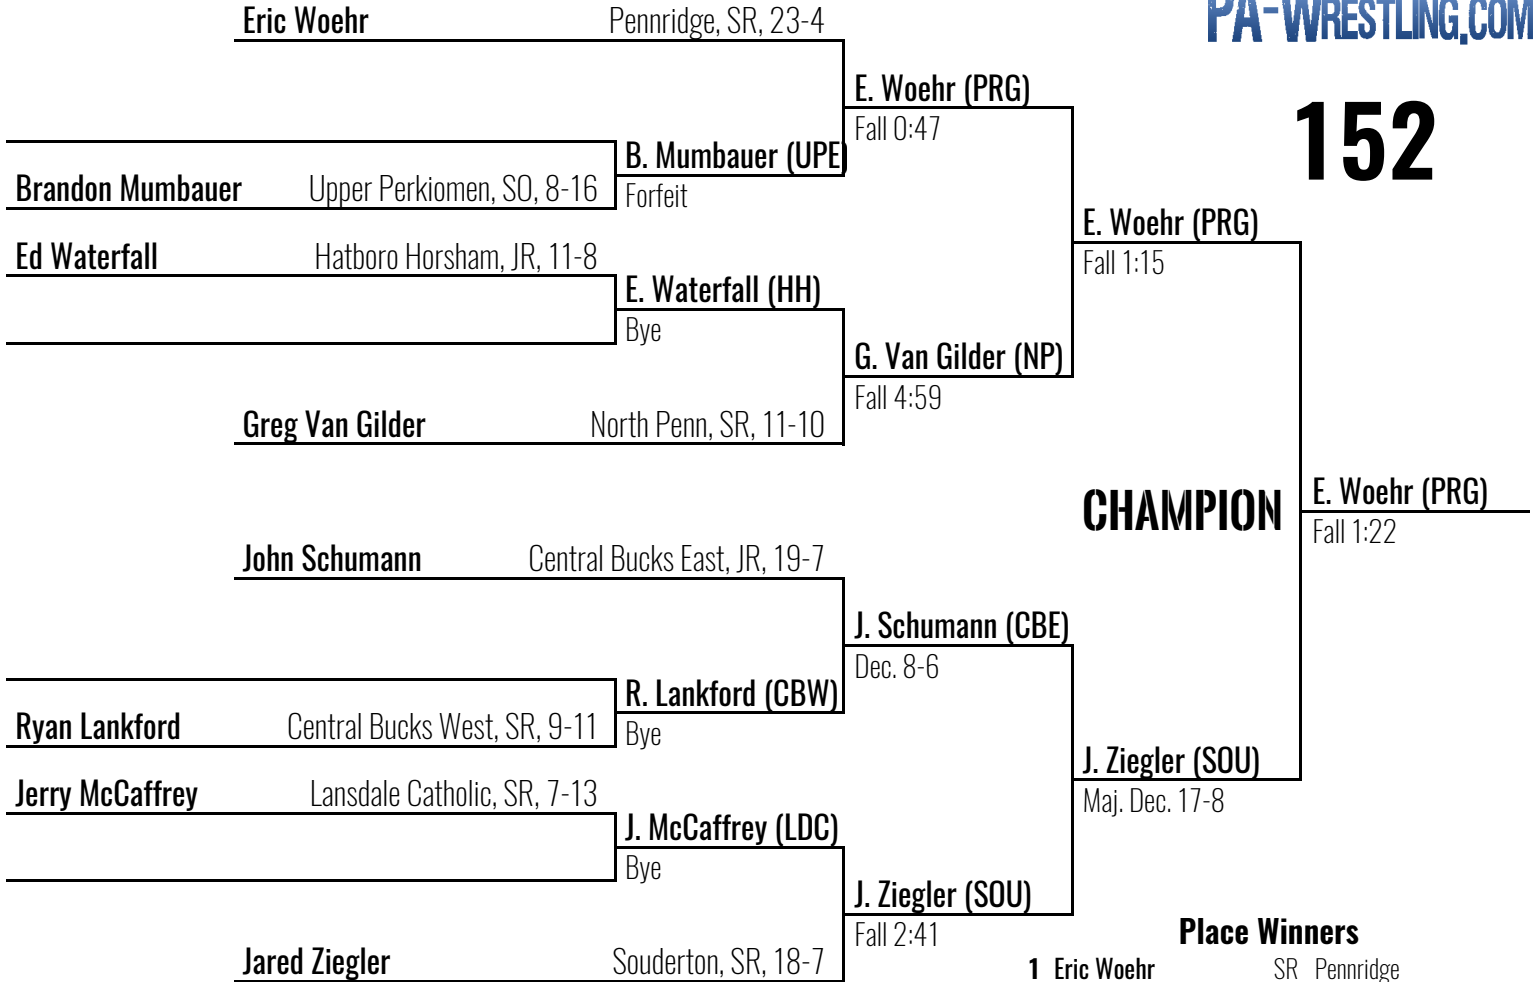 PA-WRESTLING.COM
Eric Woehr Pennridge, SR, 23-4
E. Woehr (PRG)
152
Fall 0:47
B. Mumbauer (UPE)
Brandon Mumbauer Upper Perkiomen, SO, 8-16
Forfeit
E. Woehr (PRG)
Ed Waterfall Hatboro Horsham, JR, 11-8
Fall 1:15
E. Waterfall (HH)
Bye
G. Van Gilder (NP)
Fall 4:59
Greg Van Gilder North Penn, SR, 11-10
CHAMPION
E. Woehr (PRG)
Fall 1:22
John Schumann Central Bucks East, JR, 19-7
J. Schumann (CBE)
Dec. 8-6
R. Lankford (CBW)
Ryan Lankford Central Bucks West, SR, 9-11
Bye
J. Ziegler (SOU)
Jerry McCaffrey Lansdale Catholic, SR, 7-13
Maj. Dec. 17-8
J. McCaffrey (LDC)
Bye
J. Ziegler (SOU)
Fall 2:41
Place Winners
Jared Ziegler Souderton, SR, 18-7
1 Eric Woehr SR Pennridge